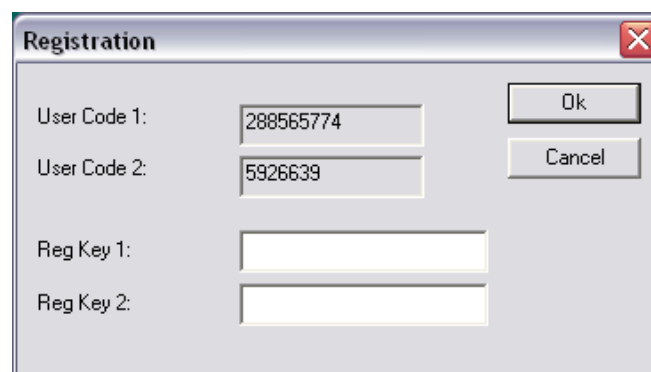 Registration
User Code 1: 288565774
Ok
User Code 2: 5926639
Cancel
Reg Key 1:
Reg Key 2: